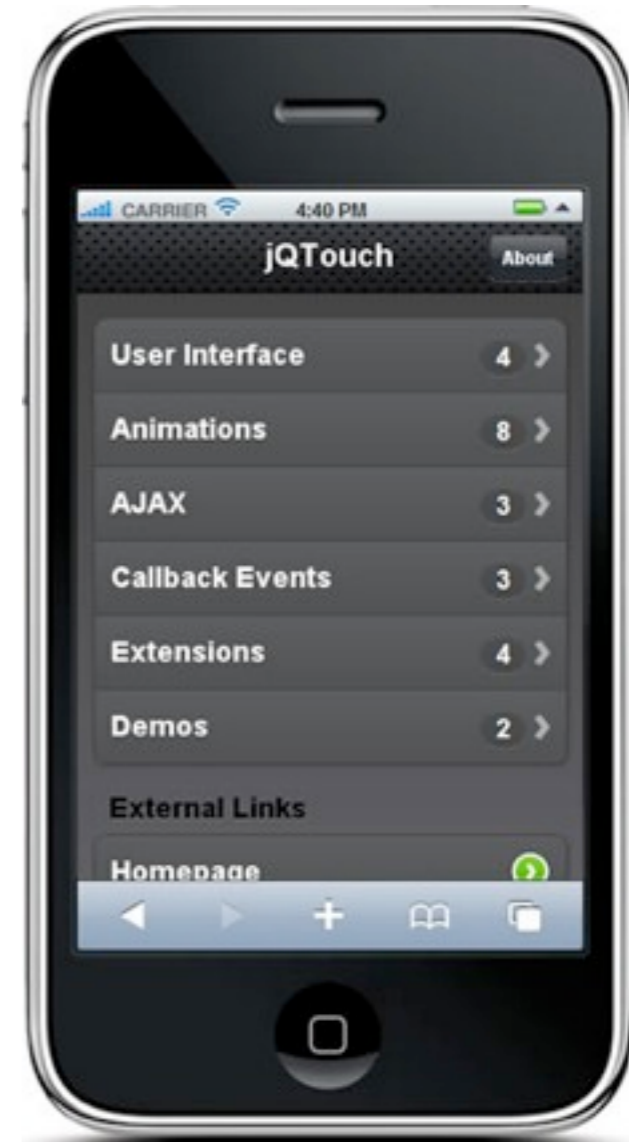 CARRIER 4:40 PM
jQTouch About
User Interface 4
Animations 8
AJAX 3
Callback Events 3
Extensions 4
Demos 2
External Links
Homepage